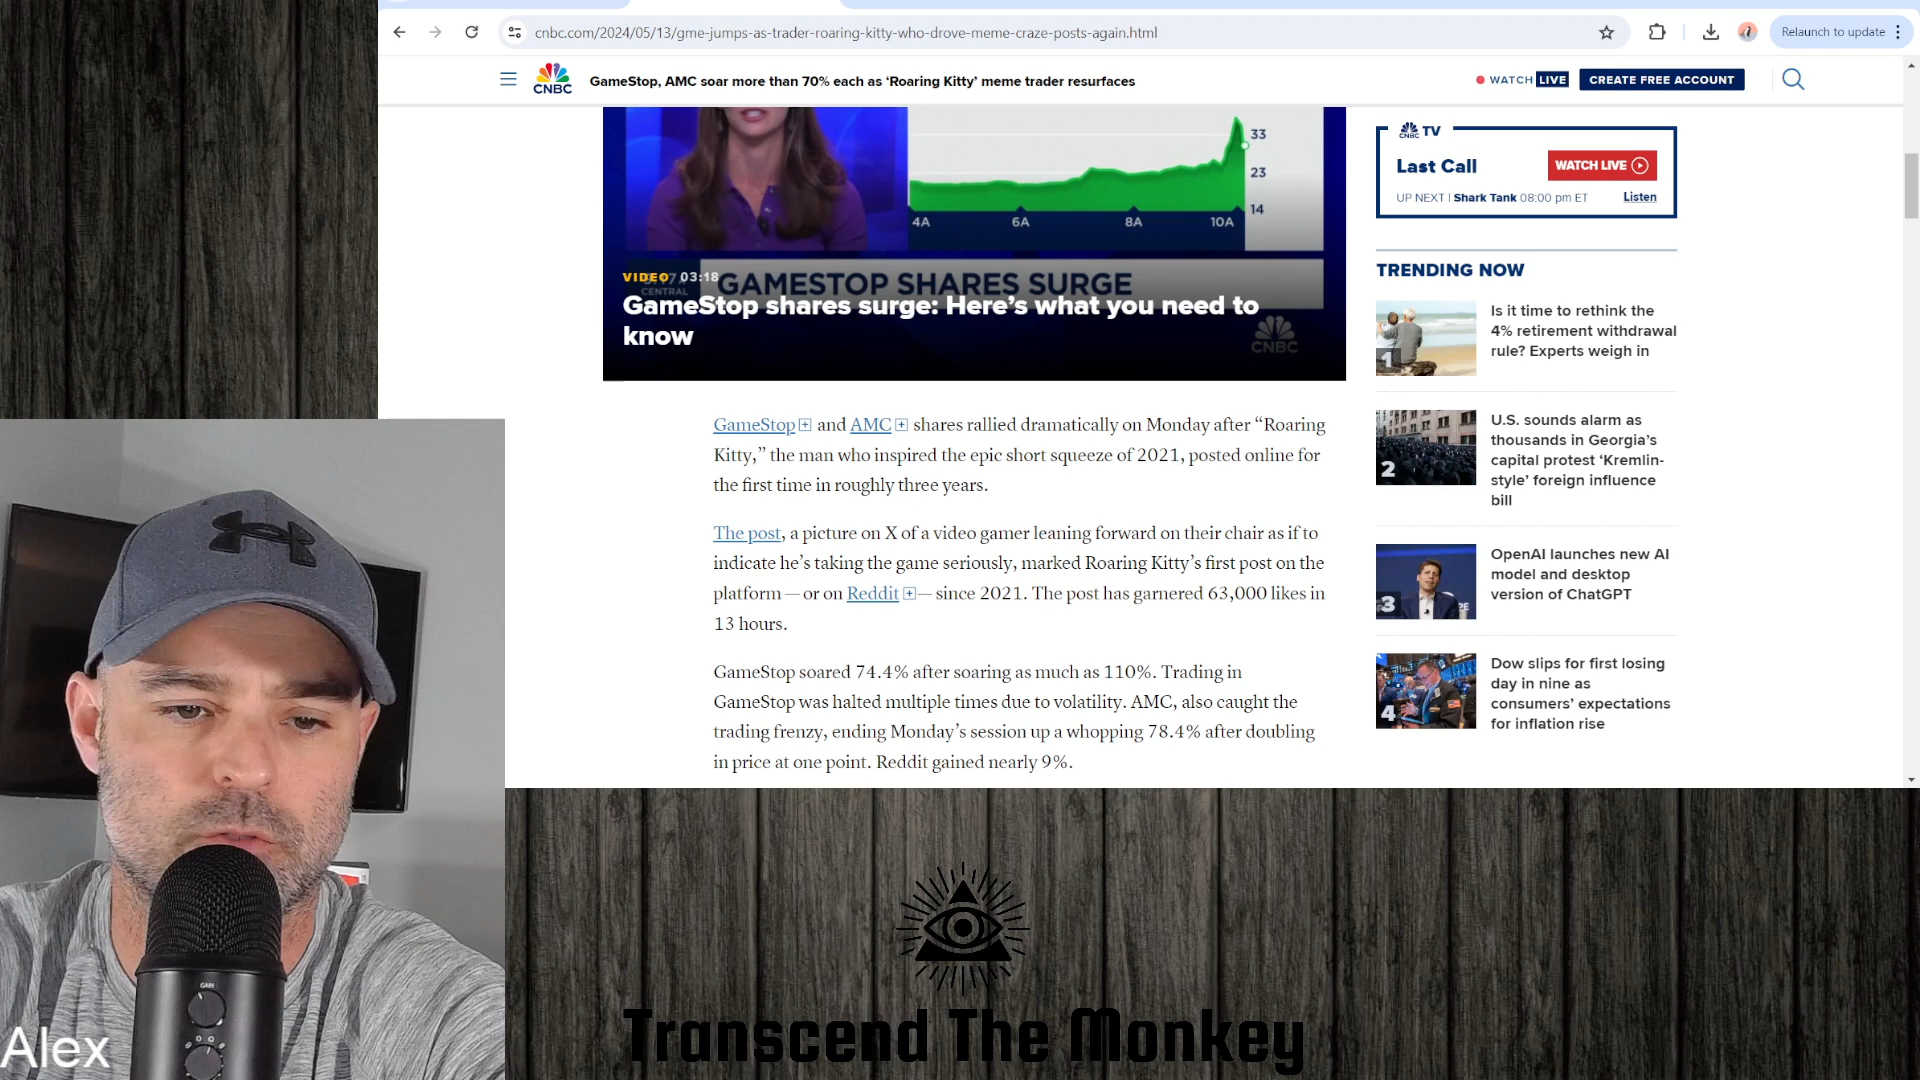 cnbc.com/2024/05/13/gme-jumps-as-trader-roaring-kitty-who-drove-meme-craze-posts-again.html
Relaunch to update
CNBC
GameStop, AMC soar more than 70% each as ‘Roaring Kitty’ meme trader resurfaces
WATCH LIVE
CREATE FREE ACCOUNT
33
23
14
4A
6A
8A
10A
CENTRAL
GAMESTOP SHARES SURGE
VIDEO 03:18
GameStop shares surge: Here’s what you need to
know
CNBC
GameStop and AMC shares rallied dramatically on Monday after “Roaring
Kitty,” the man who inspired the epic short squeeze of 2021, posted online for
the first time in roughly three years.
The post, a picture on X of a video gamer leaning forward on their chair as if to
indicate he’s taking the game seriously, marked Roaring Kitty’s first post on the
platform — or on Reddit — since 2021. The post has garnered 63,000 likes in
13 hours.
GameStop soared 74.4% after soaring as much as 110%. Trading in
GameStop was halted multiple times due to volatility. AMC, also caught the
trading frenzy, ending Monday’s session up a whopping 78.4% after doubling
in price at one point. Reddit gained nearly 9%.
CNBC TV
Last Call
WATCH LIVE
UP NEXT | Shark Tank 08:00 pm ET
Listen
TRENDING NOW
1
Is it time to rethink the
4% retirement withdrawal
rule? Experts weigh in
2
U.S. sounds alarm as
thousands in Georgia’s
capital protest ‘Kremlin-
style’ foreign influence
bill
3
OpenAI launches new AI
model and desktop
version of ChatGPT
4
Dow slips for first losing
day in nine as
consumers’ expectations
for inflation rise
GAIN
Alex
Transcend The Monkey